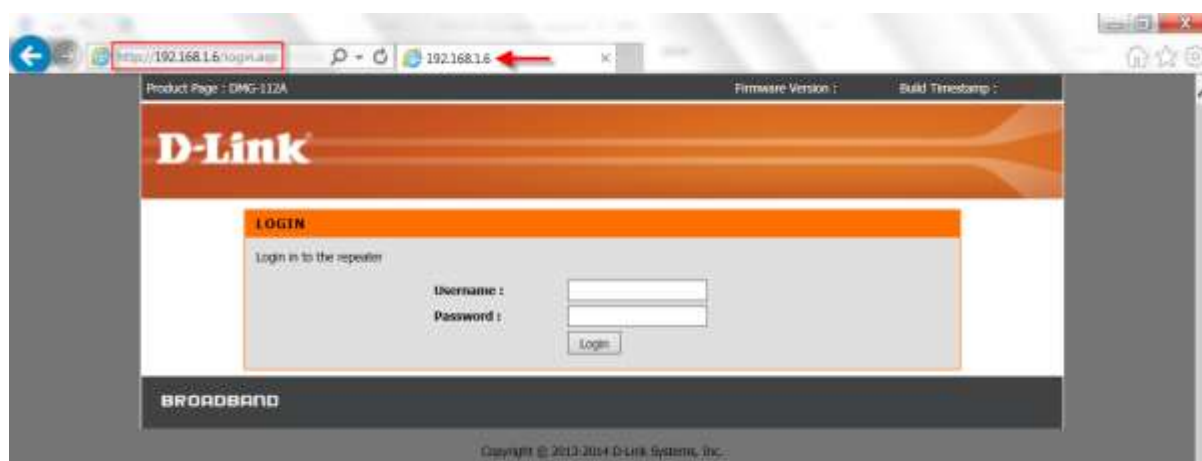 http://192.168.1.6/login.asp
192.168.1.6
Product Page : DMG-112A Firmware Version : Build Timestamp :
D-Link
LOGIN
Login in to the repeater
Username :
Password :
Login
BROADBAND
Copyright © 2012-2014 D-Link Systems, Inc.